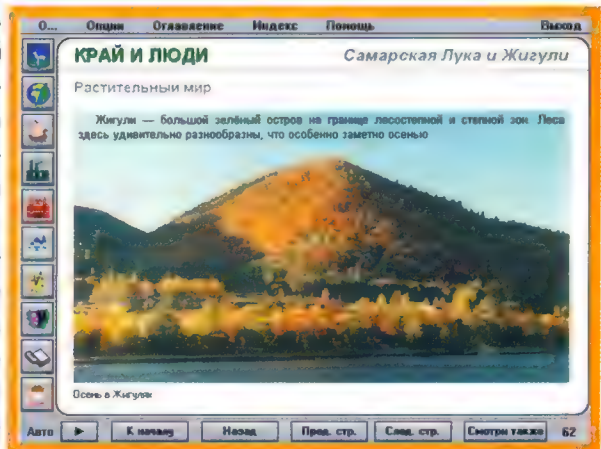 О... Опции Оглавление Индекс Помощь Выход
КРАЙ И ЛЮДИ Самарская Лука и Жигули
Растительный мир
Жигули — большой зелёный остров на границе лесостепной и степной зон. Леса
здесь удивительно разнообразны, что особенно заметно осенью
Осень в Жигулях
Авто К началу Назад Пред. стр. След. стр. Смотри также 62